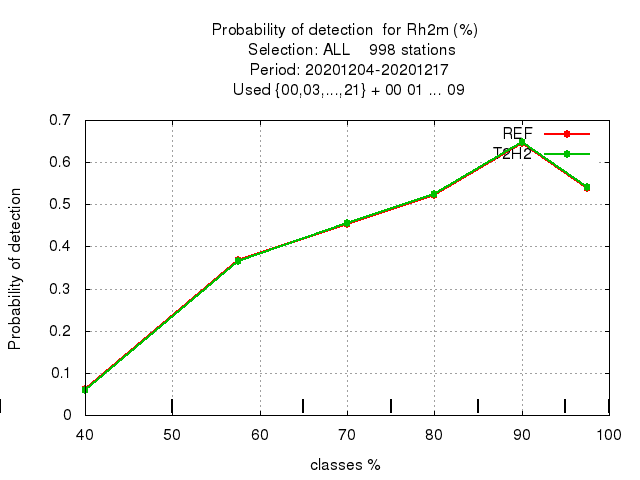 Probability of detection  for Rh2m (%)
Selection: ALL    998 stations
Period: 20201204-20201217
Used {00,03,...,21} + 00 01 ... 09
REF
T2H2
Probability of detection
0.7
0.6
0.5
0.4
0.3
0.2
0.1
0
40 50 60 70 80 90 100
classes %